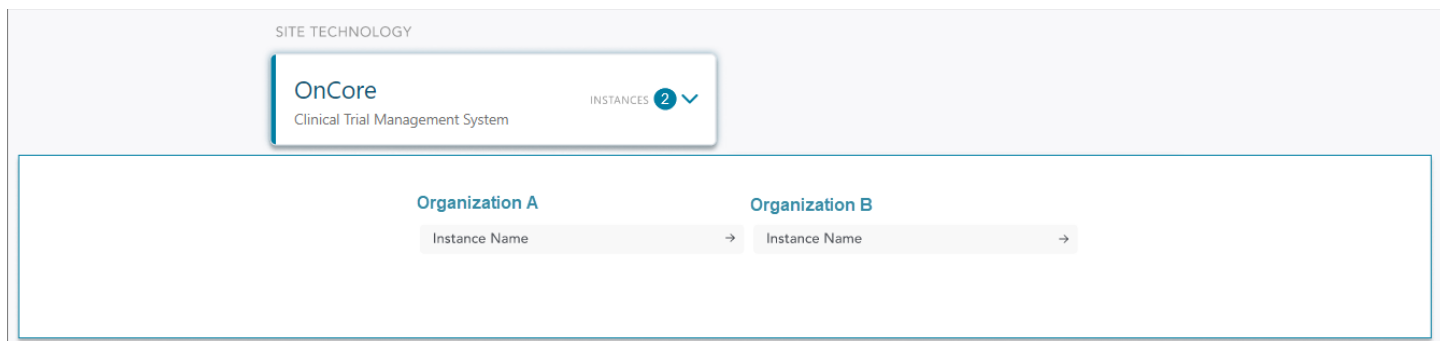 SITE TECHNOLOGY
OnCore
INSTANCES 2
Clinical Trial Management System
Organization A
Organization B
Instance Name
Instance Name